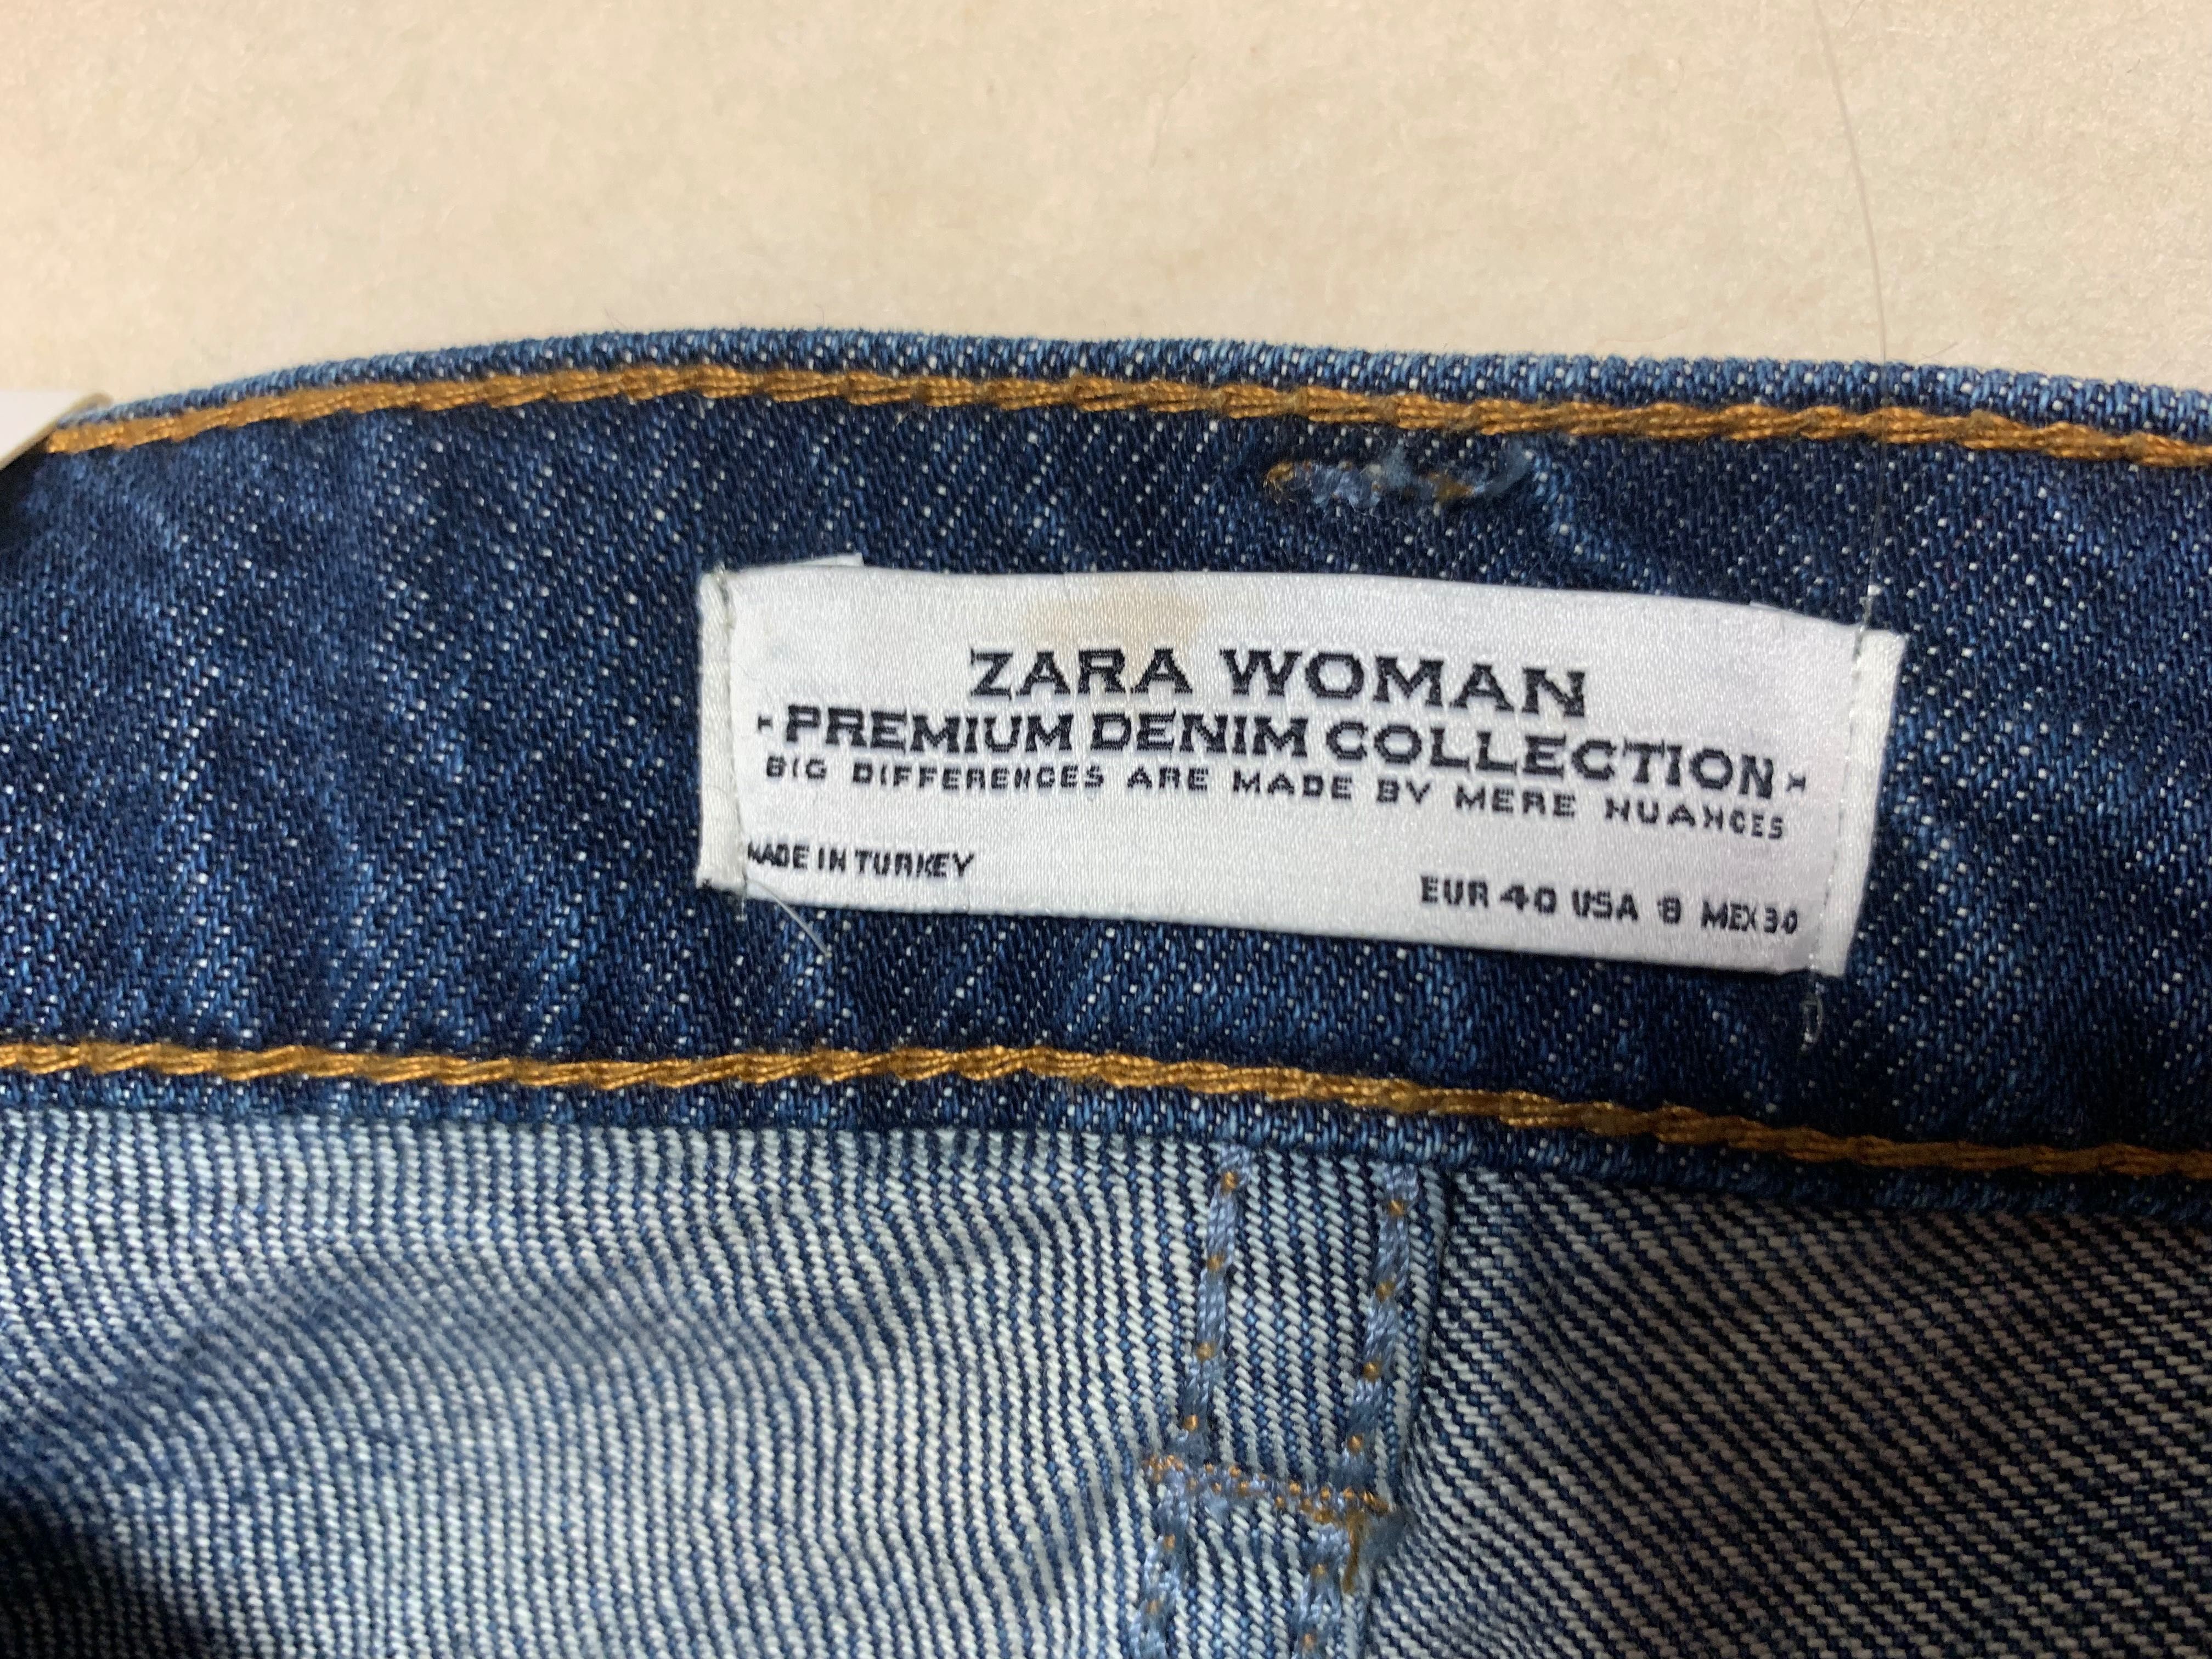 ZARA WOMAN
- PREMIUM DENIM COLLECTION -
BIG DIFFERENCES ARE MADE BY MERE NUANCES
MADE IN TURKEY
EUR 40 USA 8 MEX 30